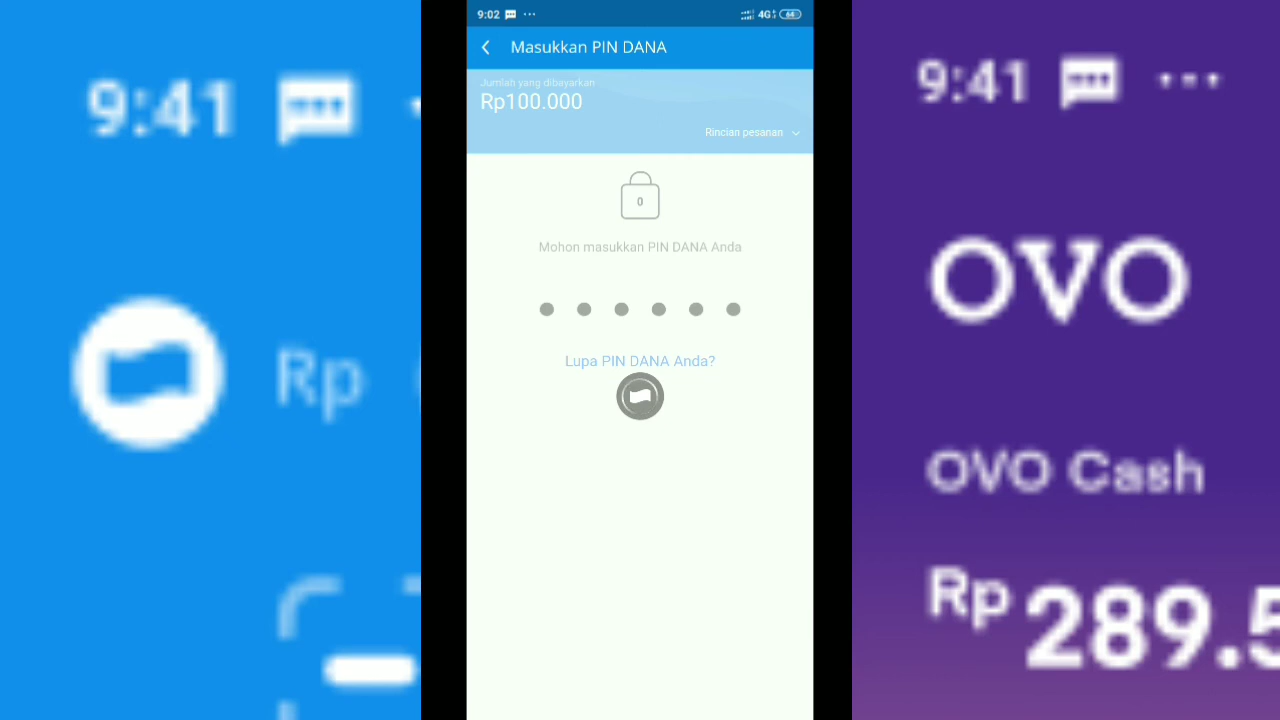 9:41
Rp
9:02
4G
64
Masukkan PIN DANA
Jumlah yang dibayarkan
Rp100.000
Rincian pesanan
0
Mohon masukkan PIN DANA Anda
Lupa PIN DANA Anda?
9:41
OVO
OVO Cash
Rp 289.5